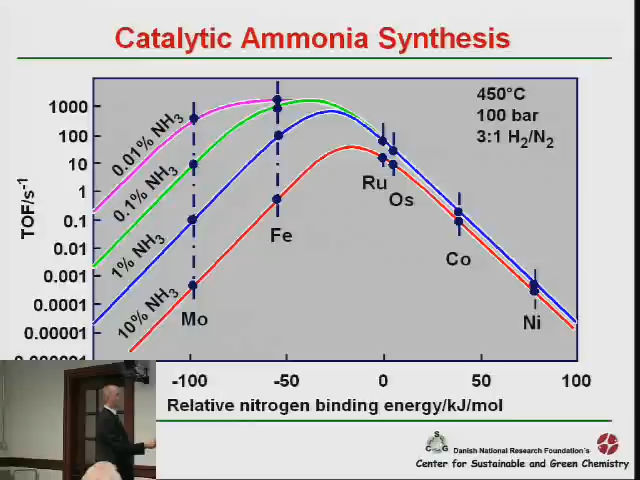 Catalytic Ammonia Synthesis
450°C
100 bar
3:1 H2/N2
1000
100
10
1
0.1
0.01
0.001
0.0001
0.00001
TOF/s-1
0.01% NH3
0.1% NH3
1% NH3
10% NH3
Mo
Fe
Ru
Os
Co
Ni
-100
-50
0
50
100
Relative nitrogen binding energy/kJ/mol
C S G
Danish National Research Foundation's
Center for Sustainable and Green Chemistry